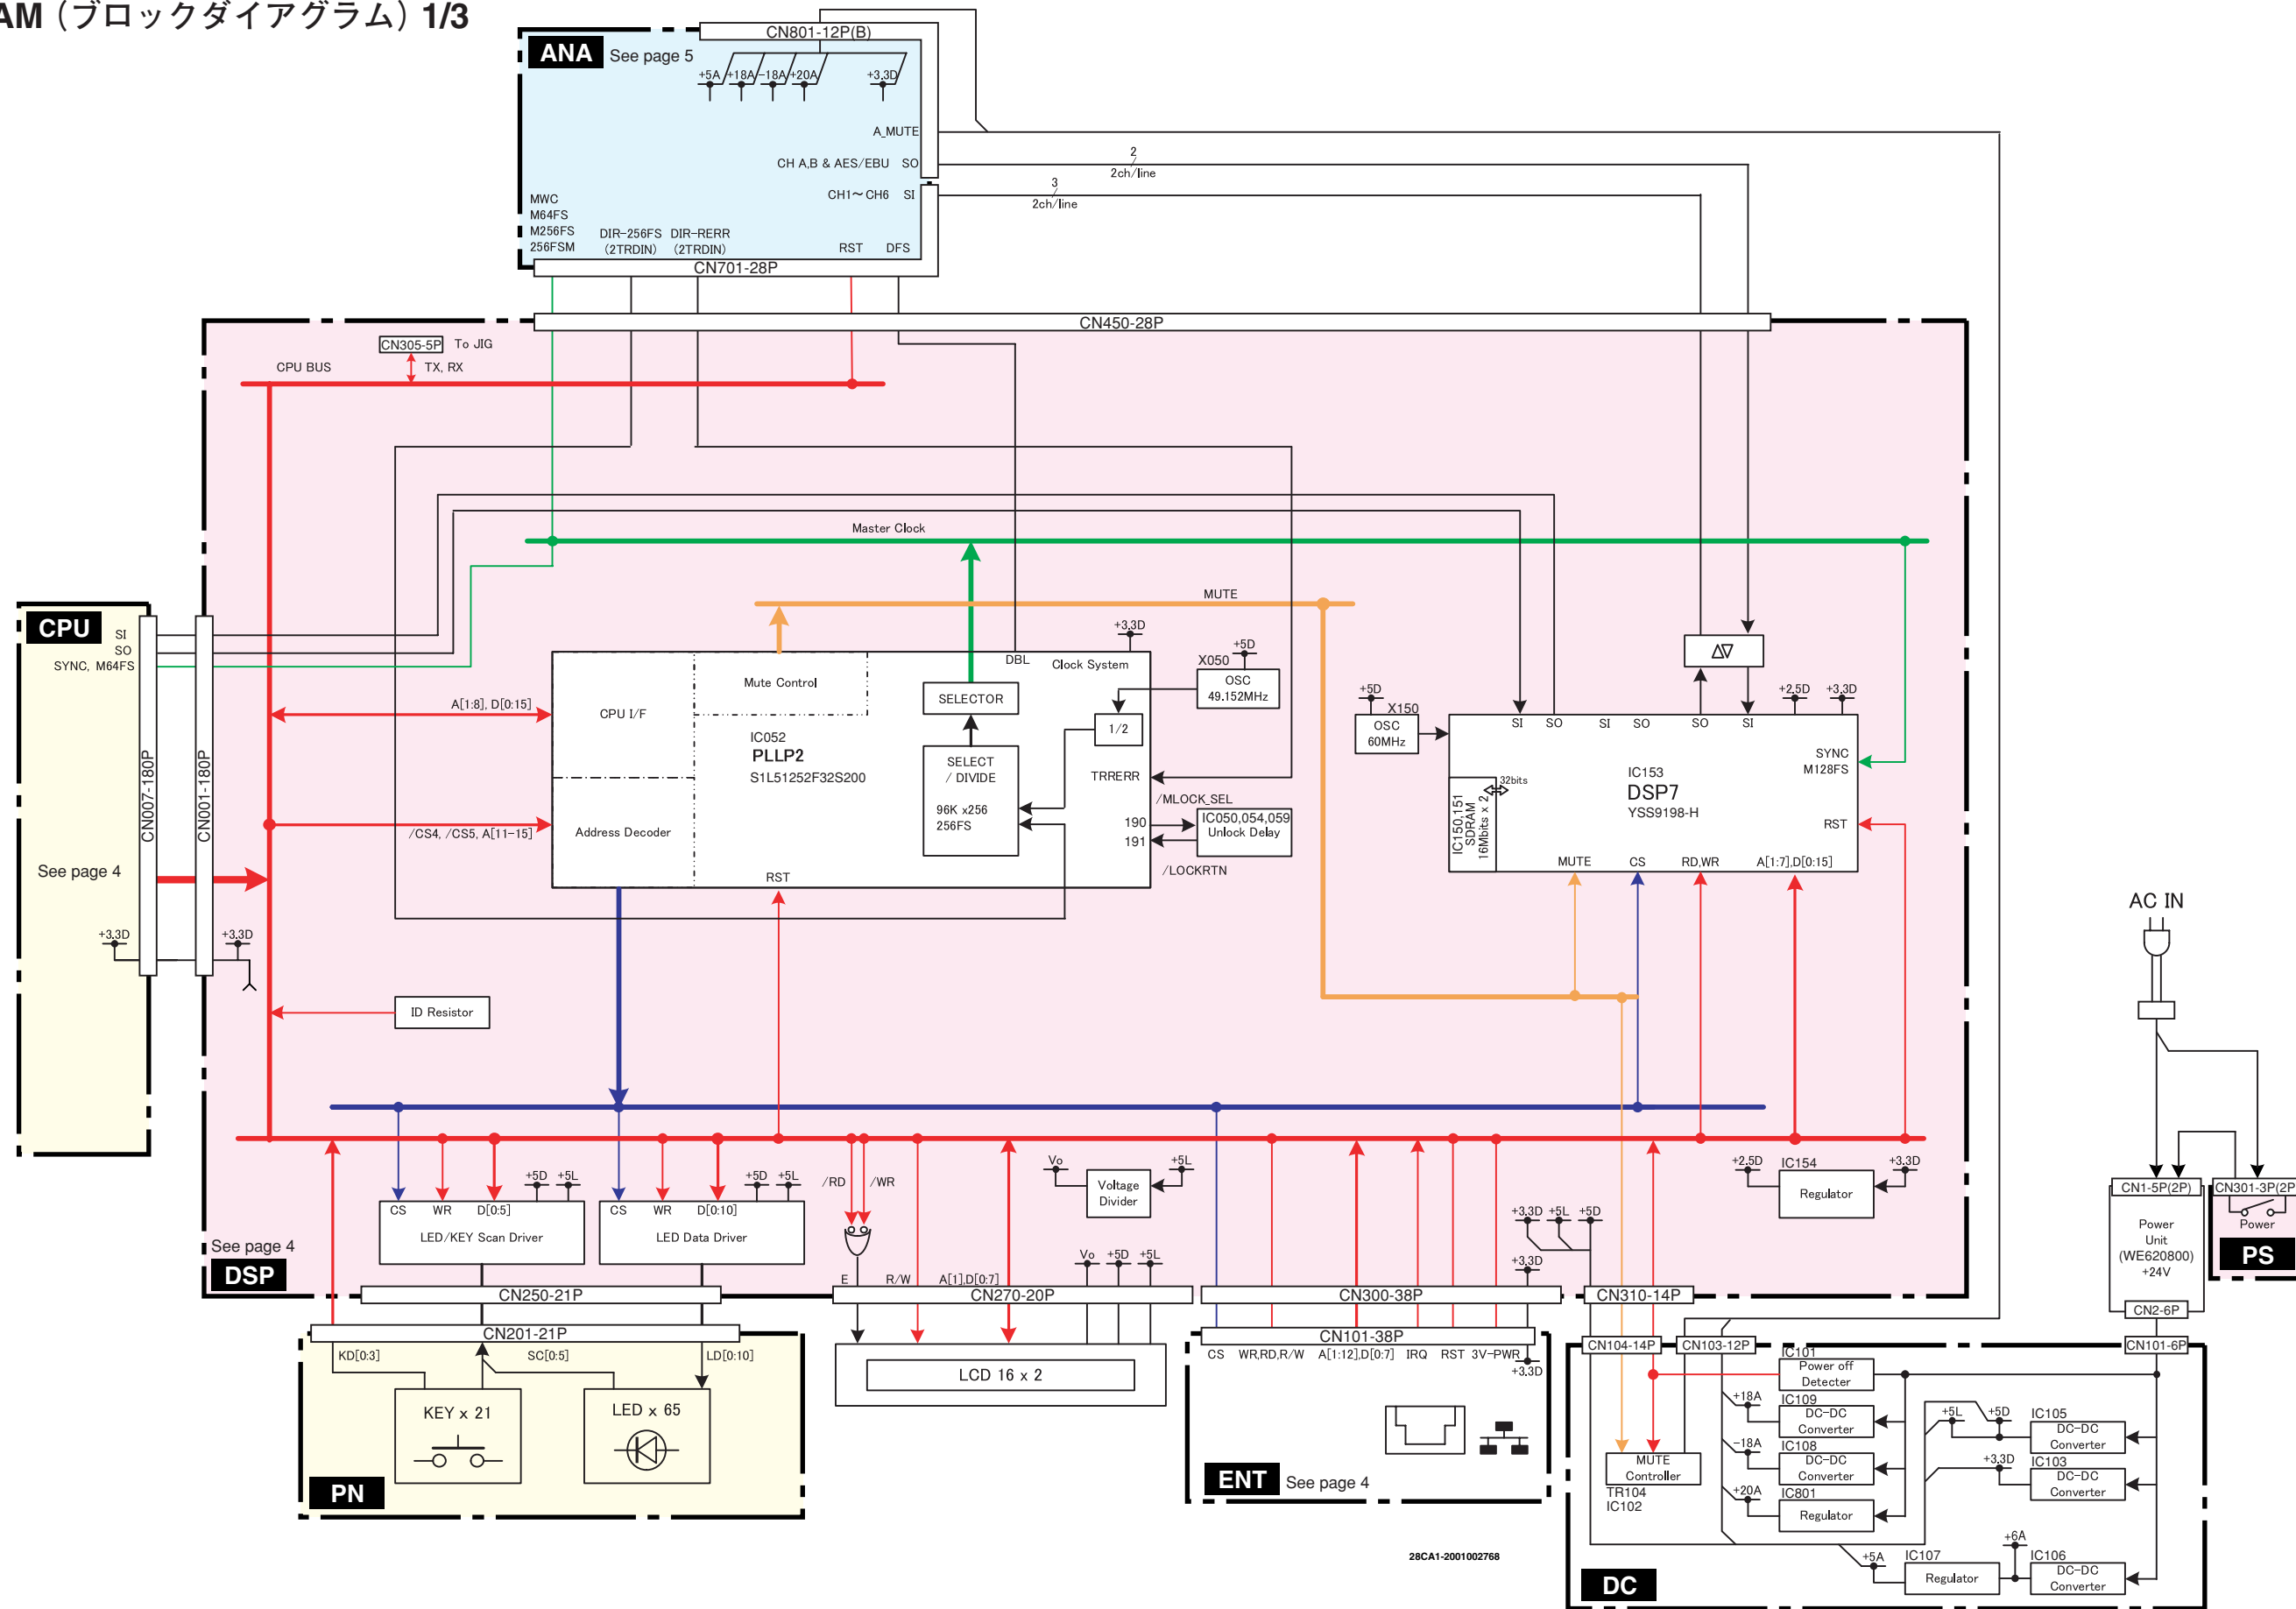 AM（ブロックダイアグラム）1/3
CN801-12P(B)
ANA
See page 5
+5A
+18A
-18A
+20A
+3.3D
A_MUTE
CH A,B & AES/EBU
SO
2
2ch/line
CH1～CH6
SI
3
2ch/line
MWC
M64FS
M256FS
256FSM
DIR-256FS
(2TRDIN)
DIR-RERR
(2TRDIN)
RST
DFS
CN701-28P
CN450-28P
CN305-5P
To JIG
CPU BUS
TX, RX
Master Clock
MUTE
CPU
SI
SO
SYNC, M64FS
CN007-180P
CN001-180P
See page 4
+3.3D
+3.3D
A[1:8], D[0:15]
/CS4, /CS5, A[11-15]
CPU I/F
Mute Control
IC052
PLLP2
S1L51252F32S200
Address Decoder
RST
DBL
Clock System
+3.3D
SELECTOR
SELECT
/ DIVIDE
96K x256
256FS
1/2
TRRERR
190
191
X050
+5D
OSC
49.152MHz
/MLOCK_SEL
IC050,054,059
Unlock Delay
/LOCKRTN
+5D
X150
OSC
60MHz
Δ∇
+2.5D
+3.3D
SI
SO
SI
SO
SO
SI
SYNC
M128FS
IC153
DSP7
YSS9198-H
RST
IC150,151
SDRAM
16Mbits x 2
32bits
MUTE
CS
RD,WR
A[1:7],D[0:15]
ID Resistor
AC IN
CS
WR
D[0:5]
+5D
+5L
LED/KEY Scan Driver
CS
WR
D[0:10]
+5D
+5L
LED Data Driver
/RD
/WR
Vo
Voltage
Divider
+5L
+2.5D
IC154
Regulator
+3.3D
+3.3D
+5L
+5D
+3.3D
See page 4
DSP
E
R/W
A[1],D[0:7]
Vo
+5D
+5L
CN250-21P
CN270-20P
CN300-38P
CN310-14P
CN1-5P(2P)
Power
Unit
(WE620800)
+24V
CN2-6P
CN301-3P(2P
Power
PS
CN201-21P
KD[0:3]
SC[0:5]
LD[0:10]
KEY x 21
LED x 65
PN
LCD 16 x 2
CN101-38P
CS
WR,RD,R/W
A[1:12],D[0:7]
IRQ
RST
3V-PWR
+3.3D
ENT
See page 4
CN104-14P
CN103-12P
CN101-6P
IC101
Power off
Detecter
+18A
IC109
DC-DC
Converter
-18A
IC108
DC-DC
Converter
+20A
IC801
Regulator
MUTE
Controller
TR104
IC102
+5L
+5D
IC105
DC-DC
Converter
+3.3D
IC103
DC-DC
Converter
+5A
IC107
Regulator
+6A
IC106
DC-DC
Converter
DC
28CA1-2001002768